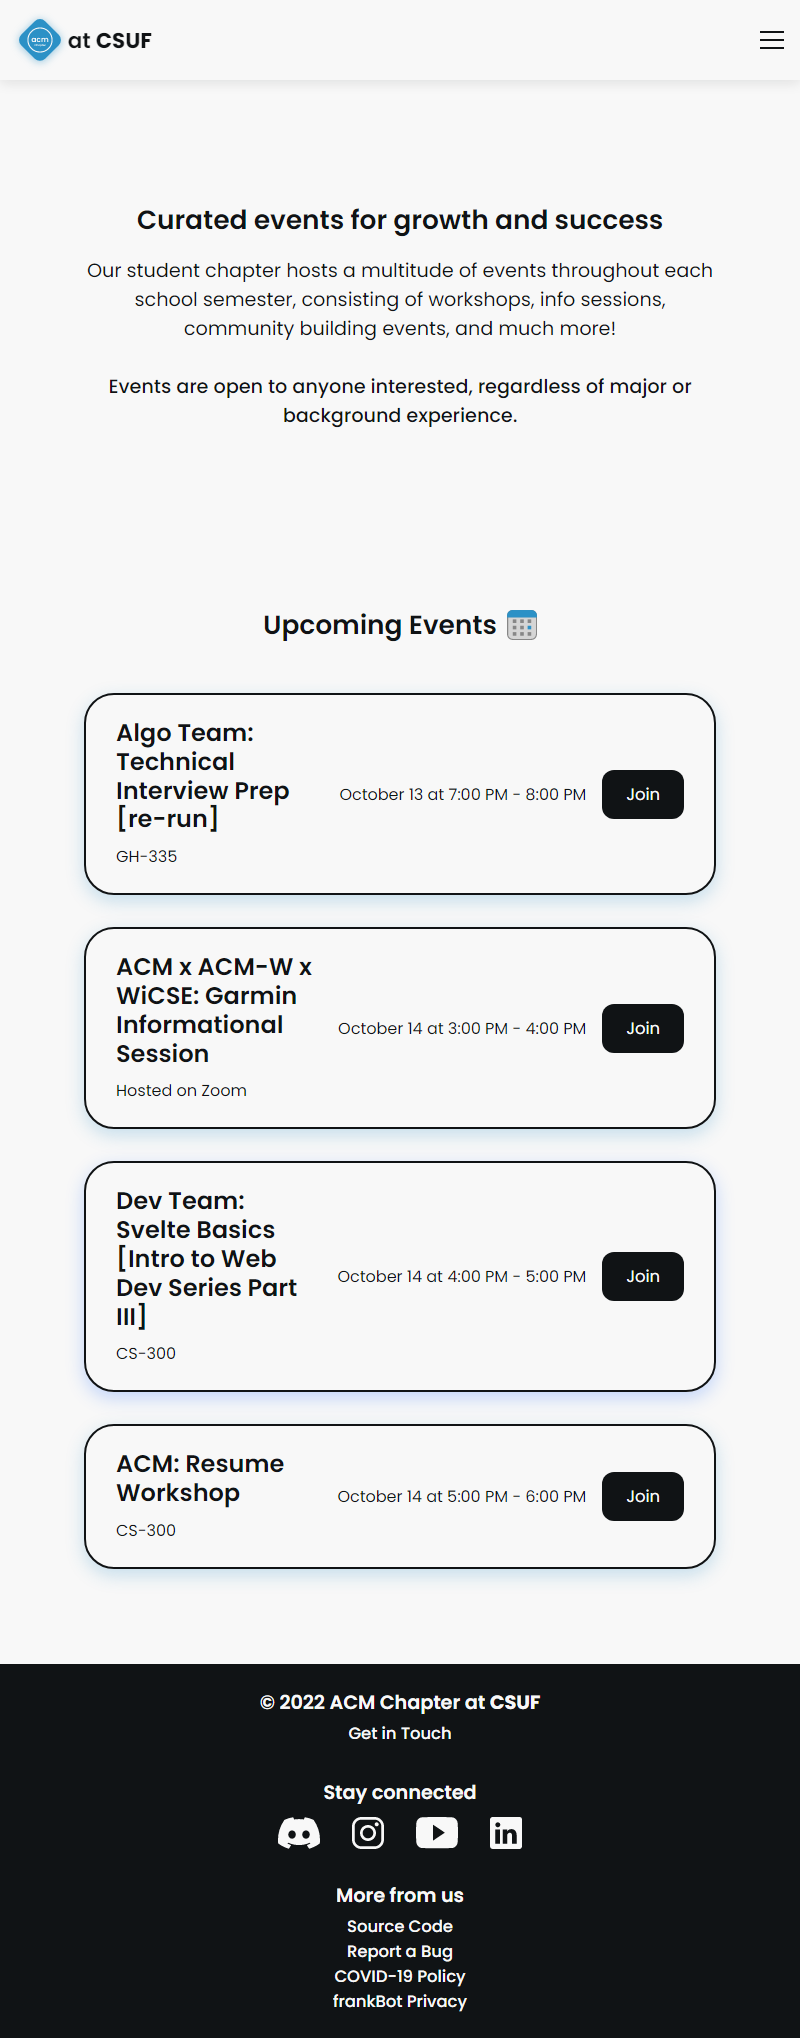 acm
at CSUF
Curated events for growth and success
Our student chapter hosts a multitude of events throughout each
school semester, consisting of workshops, info sessions,
community building events, and much more!
Events are open to anyone interested, regardless of major or
background experience.
Upcoming Events
Algo Team:
Technical
Interview Prep
[re-run]
GH-335
October 13 at 7:00 PM - 8:00 PM
Join
ACM x ACM-W x
WiCSE: Garmin
Informational
Session
Hosted on Zoom
October 14 at 3:00 PM - 4:00 PM
Join
Dev Team:
Svelte Basics
[Intro to Web
Dev Series Part
III]
CS-300
October 14 at 4:00 PM - 5:00 PM
Join
ACM: Resume
Workshop
CS-300
October 14 at 5:00 PM - 6:00 PM
Join
© 2022 ACM Chapter at CSUF
Get in Touch
Stay connected
in
More from us
Source Code
Report a Bug
COVID-19 Policy
frankBot Privacy